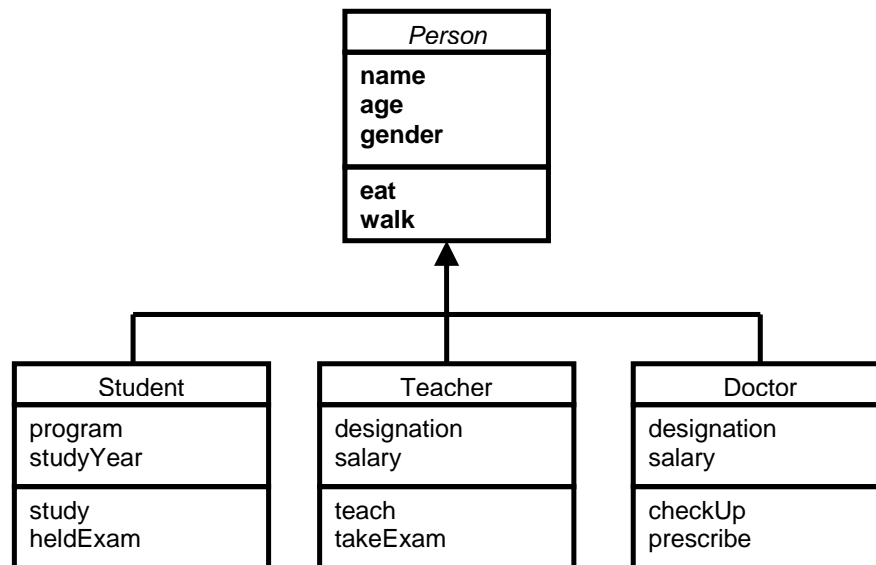 Person
name
age
gender
eat
walk
Student
program
studyYear
study
heldExam
Teacher
designation
salary
teach
takeExam
Doctor
designation
salary
checkUp
prescribe